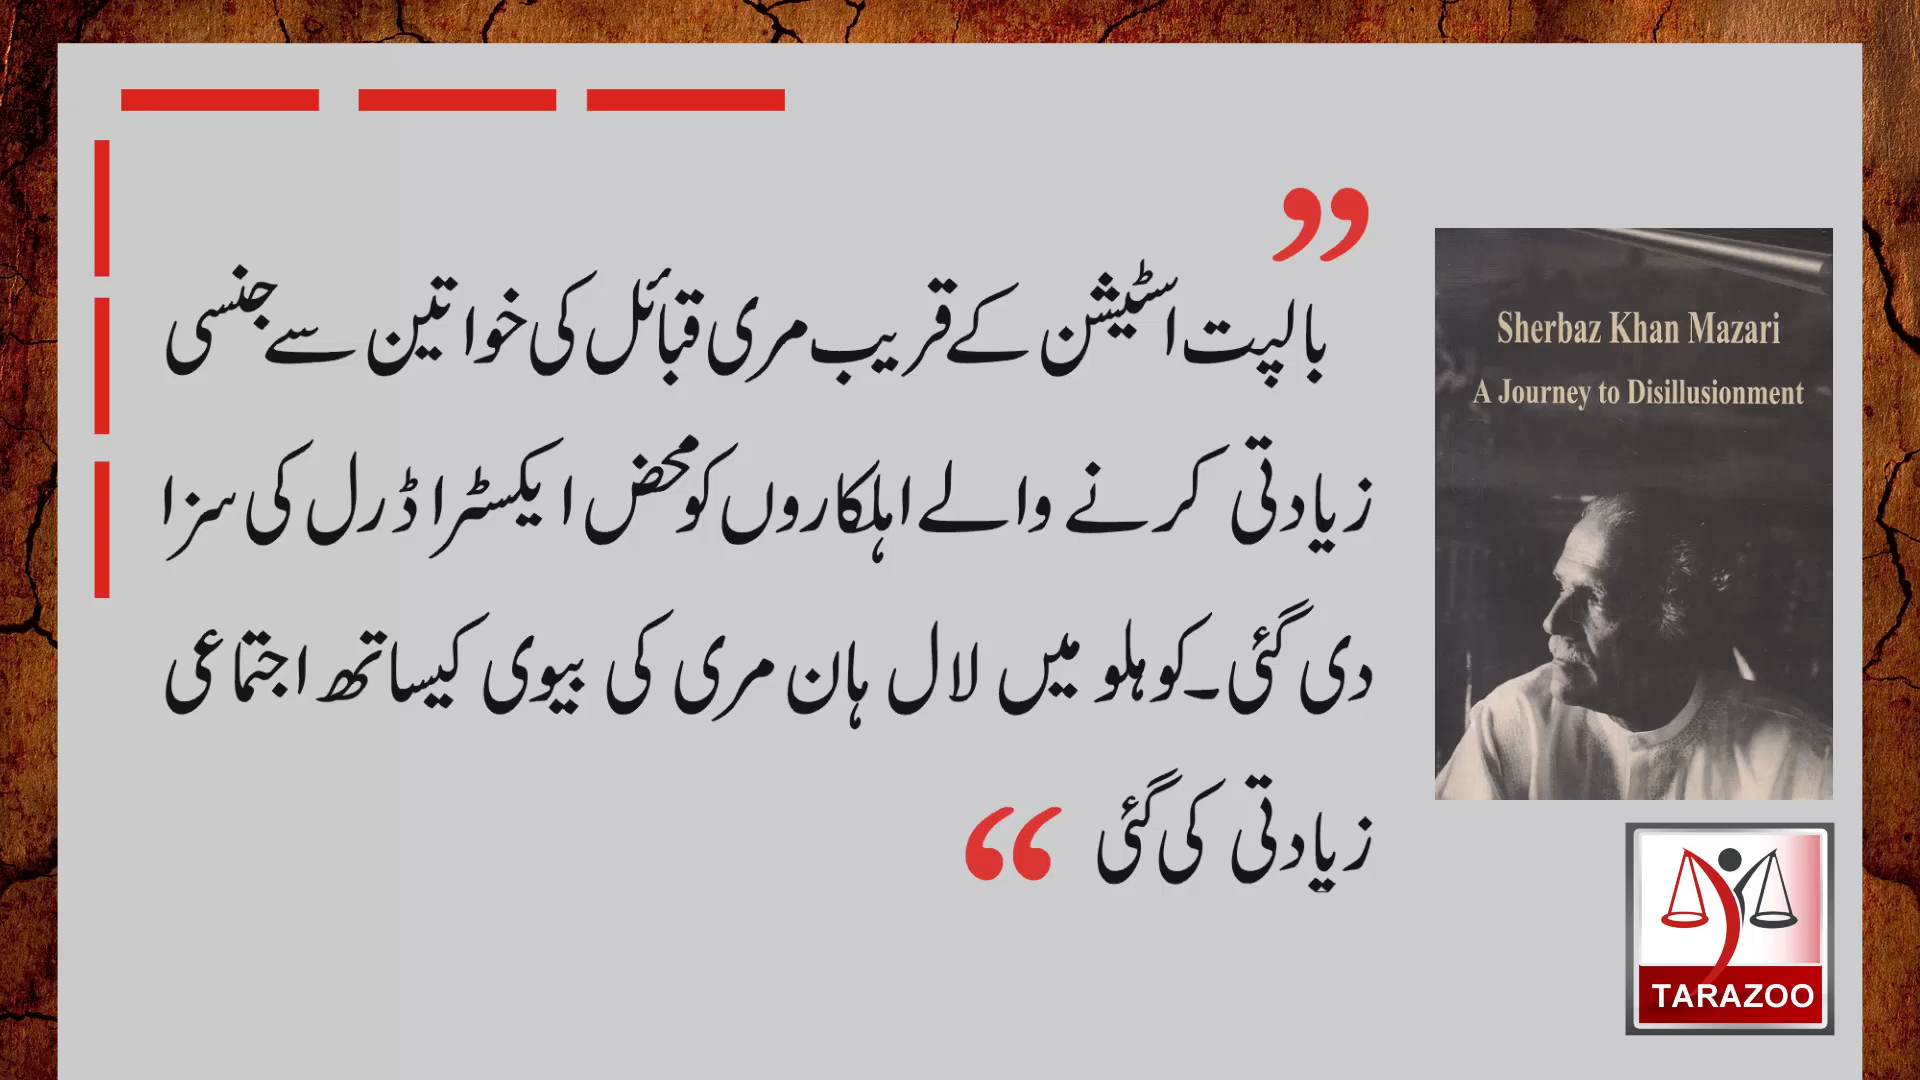 بالپت اسٹیشن کے قریب مری قبائل کی خواتین سے جنسی
زیادتی کرنے والے اہلکاروں کو محض ایکسٹرا ڈرل کی سزا
دی گئی۔ کوہلو میں لال ہان مری کی بیوی کیساتھ اجتماعی
زیادتی کی گئی
Sherbaz Khan Mazari
A Journey to Disillusionment
TARAZOO